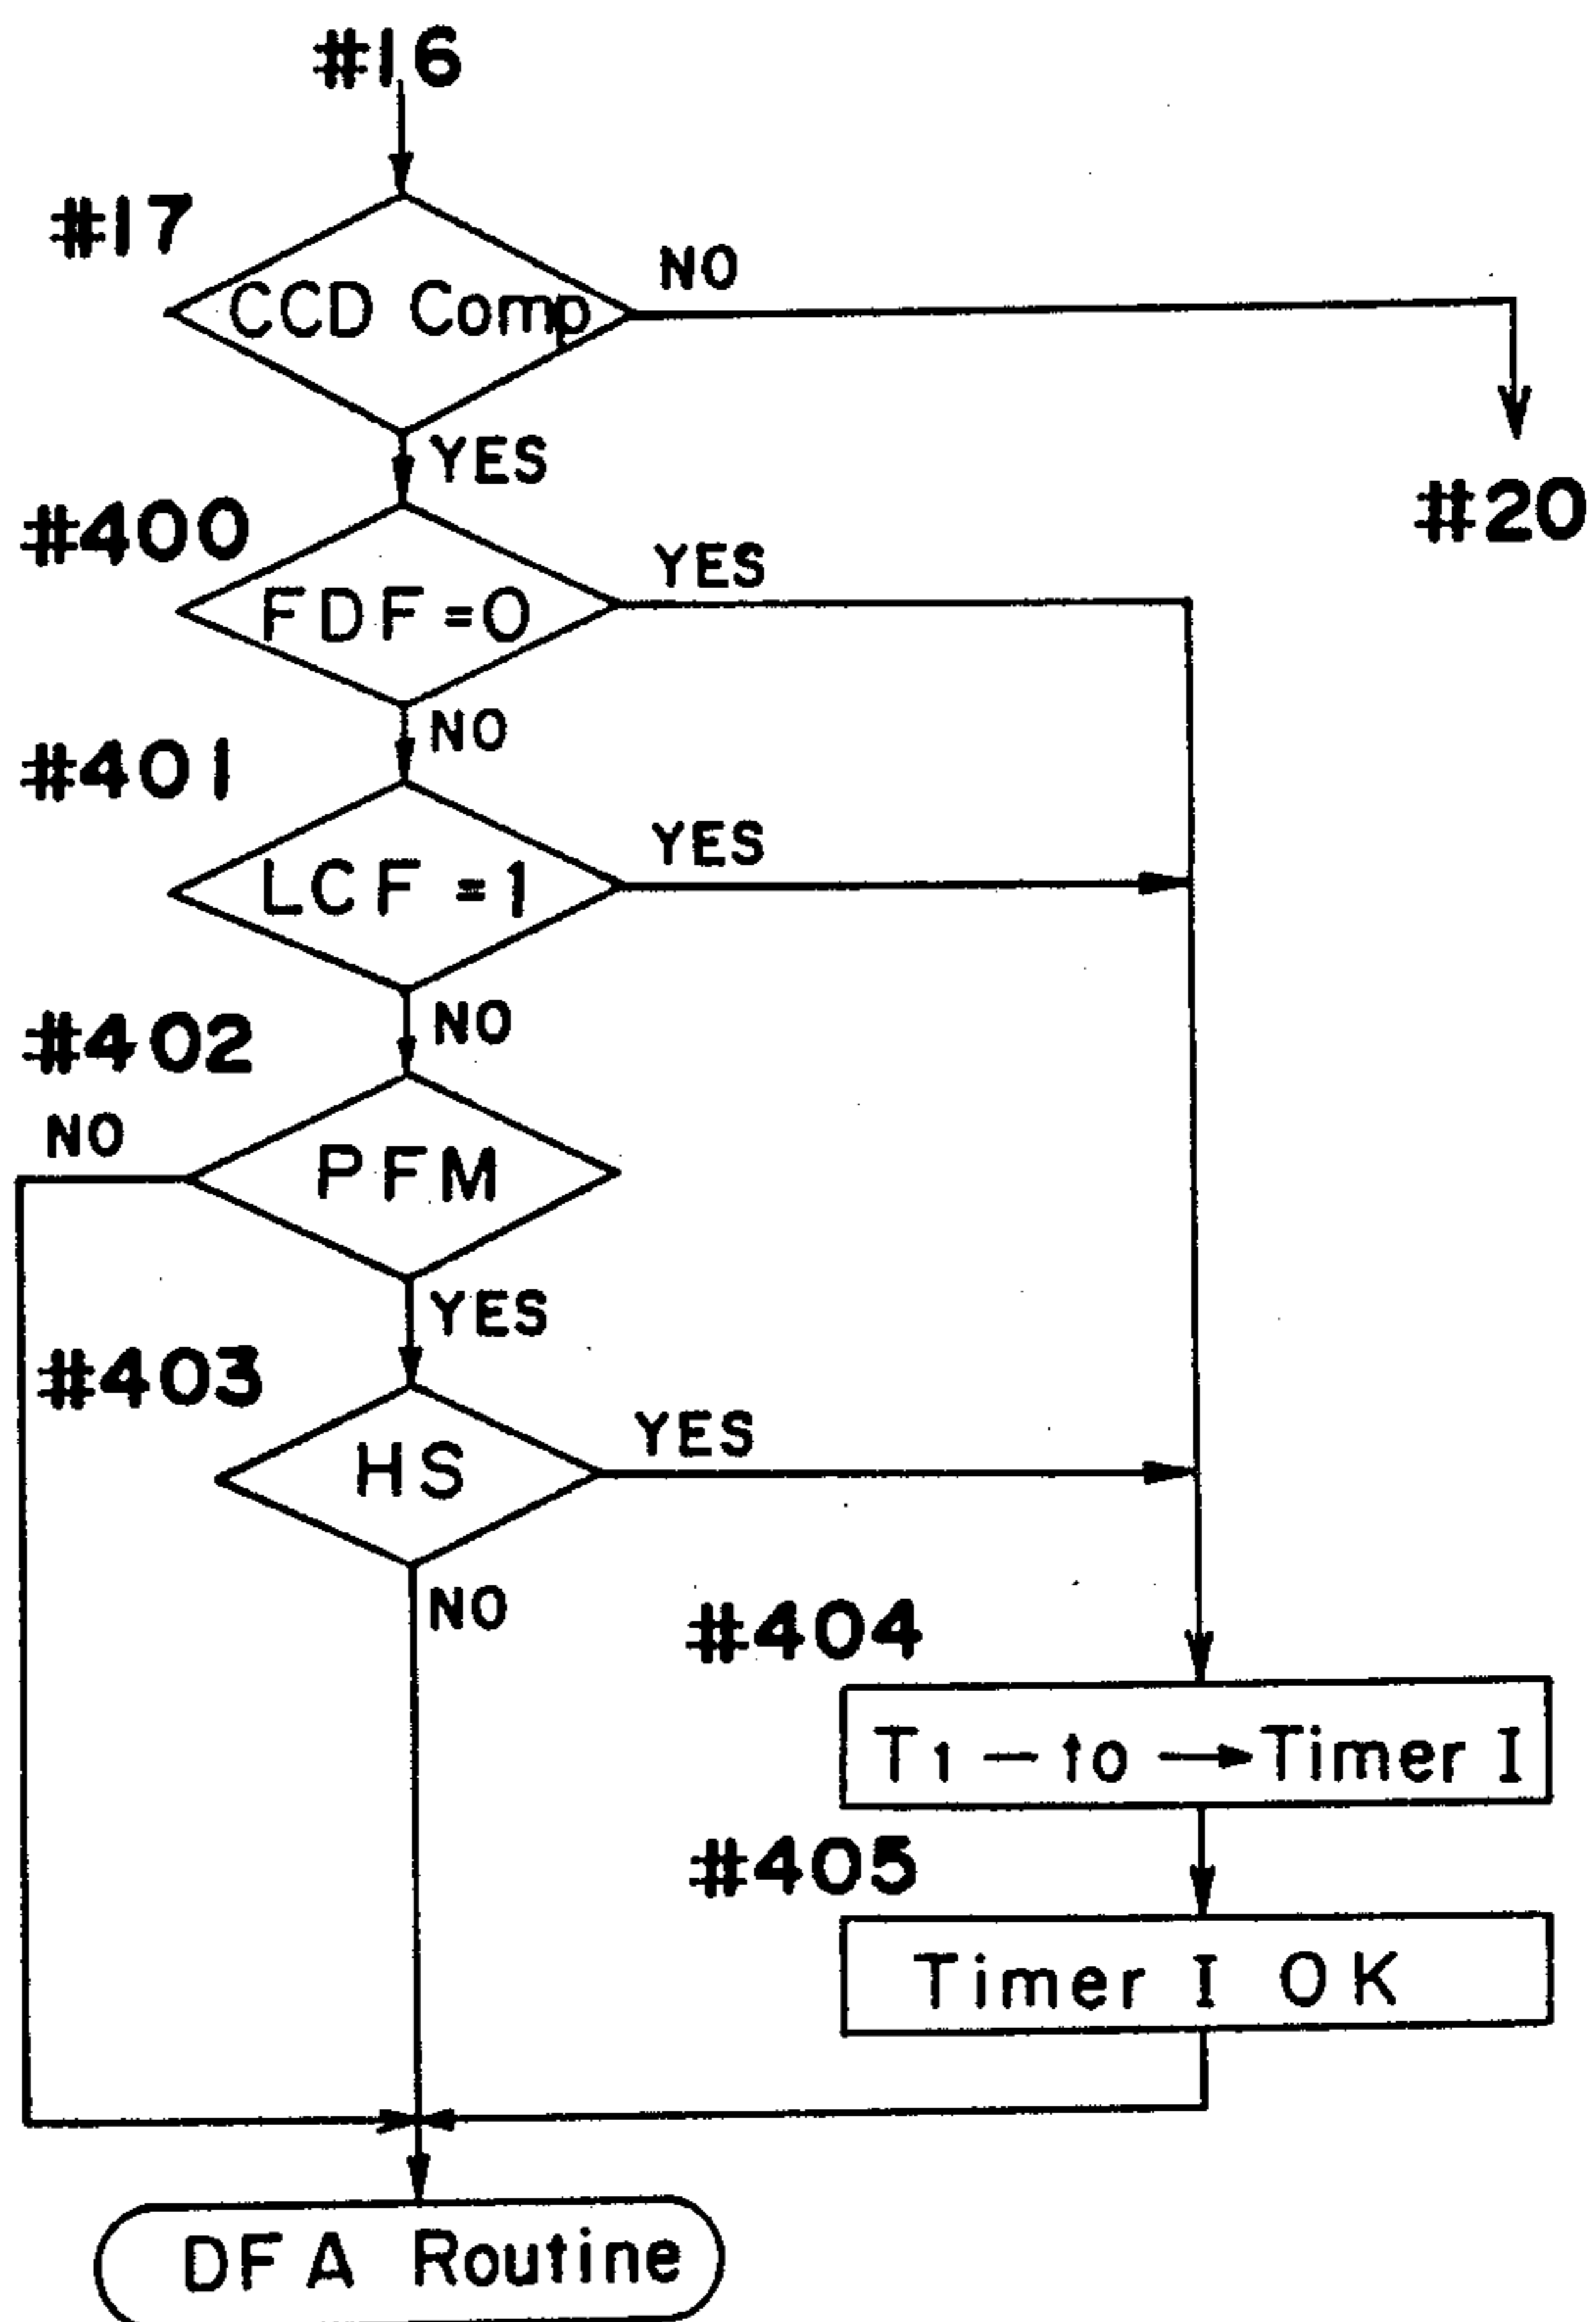 #16
#17
CCD Comp
NO
YES
#20
#400
FDF=0
YES
NO
#401
LCF=1
YES
NO
#402
NO
PFM
YES
#403
HS
YES
NO
#404
T1 – to → Timer I
#405
Timer I OK
DFA Routine